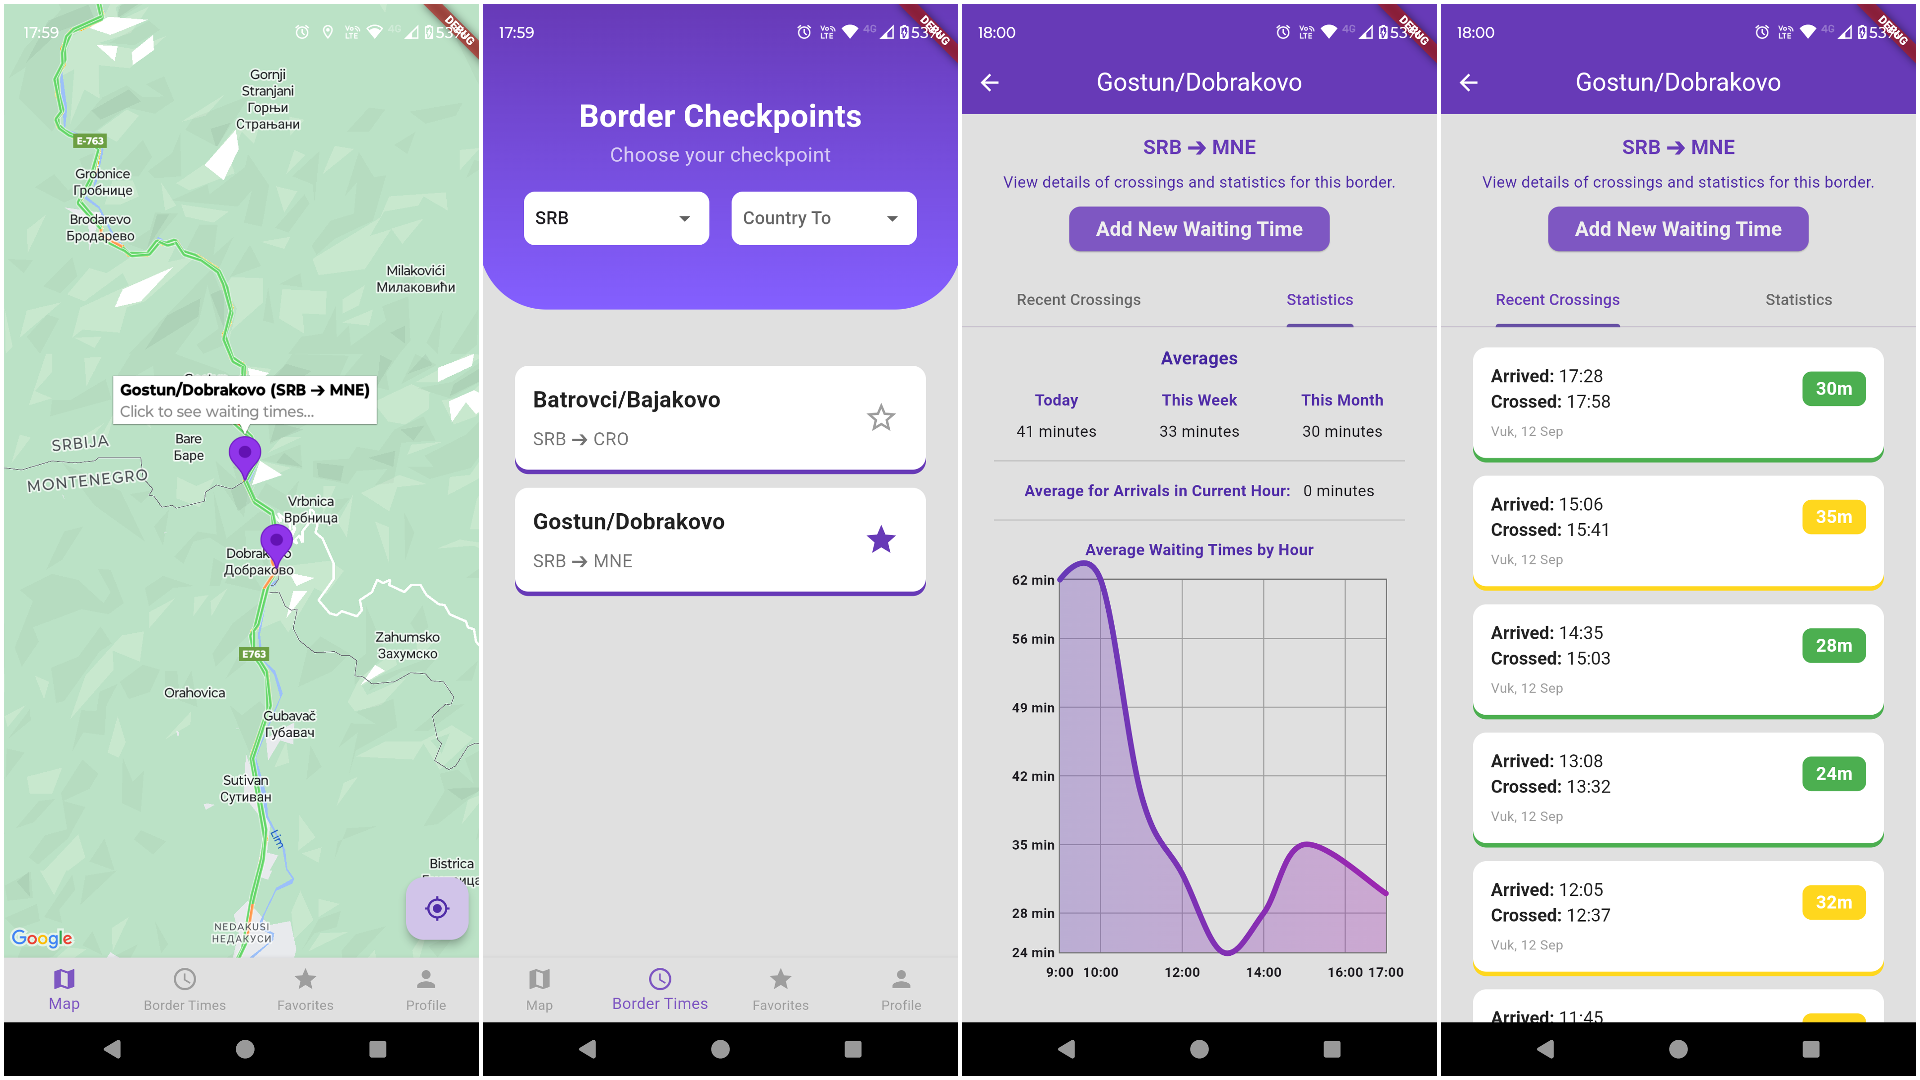 17:59
4G
53%
DEBUG
Gornji
Stranjani
Горњи
Страњани
E-763
Grobnice
Гробнице
Brodarevo
Бродарево
Milakovići
Милаковићи
Gostun/Dobrakovo (SRB → MNE)
Click to see waiting times...
SRBIJA
Bare
Баре
MONTENEGRO
Vrbnica
Врбница
Добраково
Zahumsko
Захумско
E763
Orahovica
Gubavač
Губавач
Sutivan
Сутиван
Lim
Bistrica
NEDAKUSI
НЕДАКУСИ
Google
Map
Border Times
Favorites
Profile
17:59
VoLTE
4G
DEBUG
Border Checkpoints
Choose your checkpoint
SRB
Country To
Batrovci/Bajakovo
SRB → CRO
Gostun/Dobrakovo
SRB → MNE
Map
Border Times
Favorites
Profile
18:00
VoLTE
4G
DEBUG
Gostun/Dobrakovo
SRB → MNE
View details of crossings and statistics for this border.
Add New Waiting Time
Recent Crossings
Statistics
Averages
Today
This Week
This Month
41 minutes
33 minutes
30 minutes
Average for Arrivals in Current Hour: 0 minutes
Average Waiting Times by Hour
62 min
56 min
49 min
42 min
35 min
28 min
24 min
9:00 10:00 12:00 14:00 16:00 17:00
18:00
VoLTE
4G
DEBUG
Gostun/Dobrakovo
SRB → MNE
View details of crossings and statistics for this border.
Add New Waiting Time
Recent Crossings
Statistics
Arrived: 17:28
Crossed: 17:58
Vuk, 12 Sep
30m
Arrived: 15:06
Crossed: 15:41
Vuk, 12 Sep
35m
Arrived: 14:35
Crossed: 15:03
Vuk, 12 Sep
28m
Arrived: 13:08
Crossed: 13:32
Vuk, 12 Sep
24m
Arrived: 12:05
Crossed: 12:37
Vuk, 12 Sep
32m
Arrived: 11:45